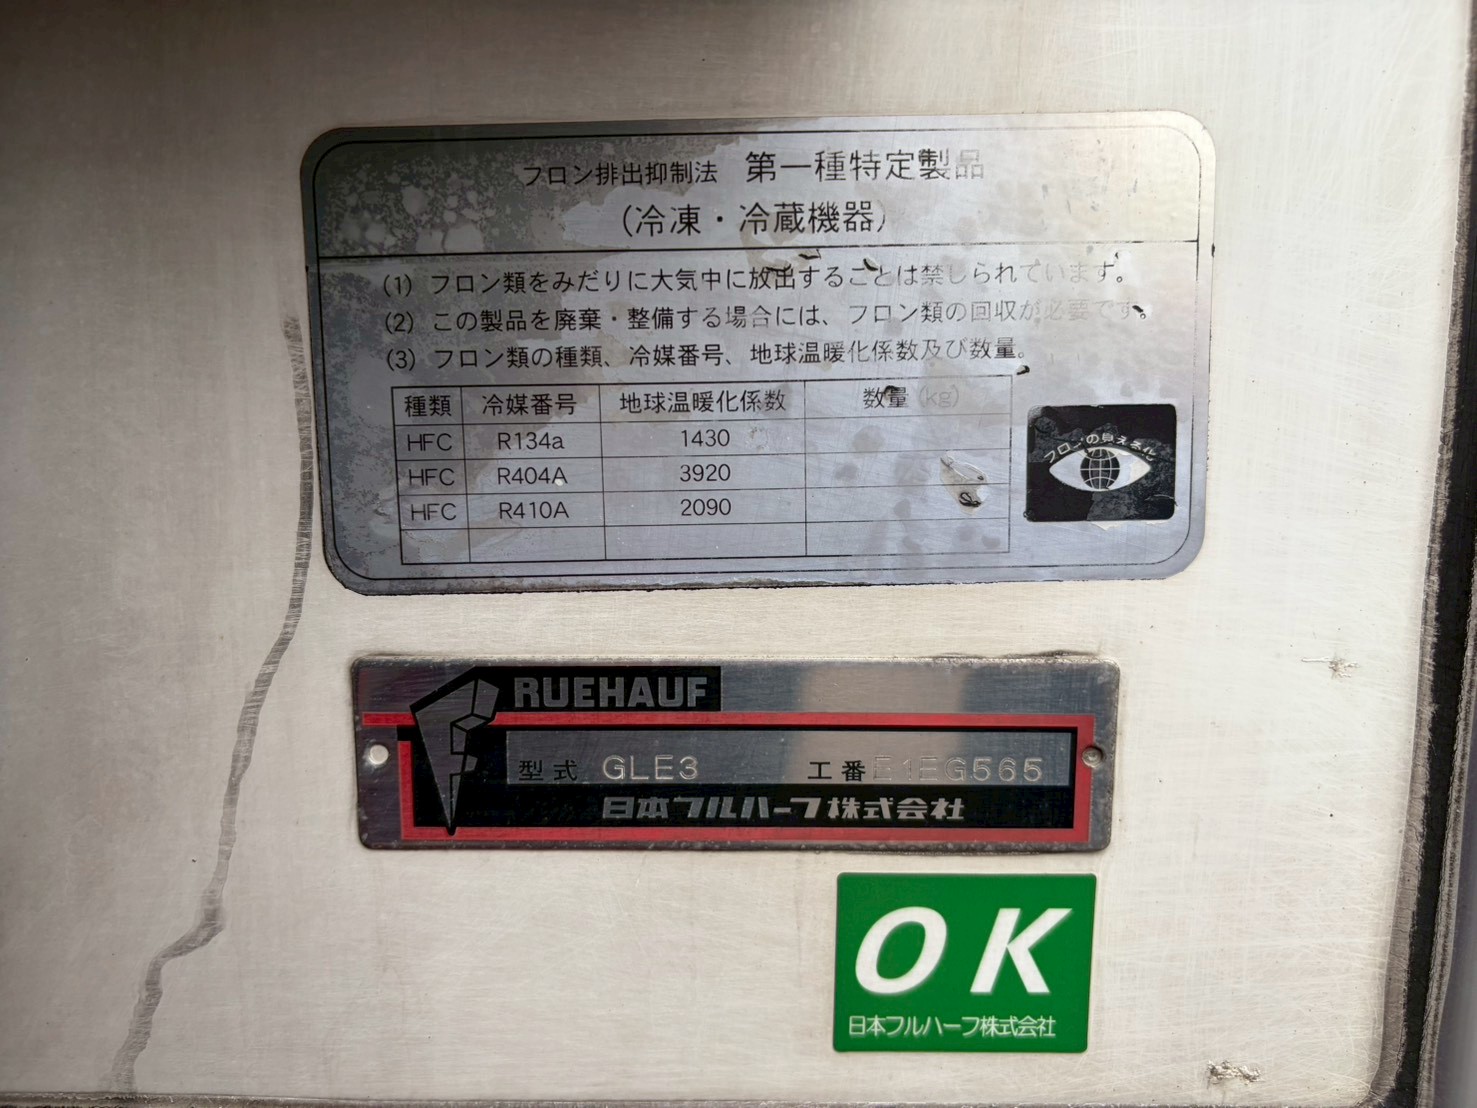 フロン排出抑制法 第一種特定製品
(冷凍・冷蔵機器)
(1) フロン類をみだりに大気中に放出することは禁じられています。
(2) この製品を廃棄・整備する場合には、フロン類の回収が必要です。
(3) フロン類の種類、冷媒番号、地球温暖化係数及び数量。
種類 冷媒番号 地球温暖化係数 数量(kg)
HFC R134a 1430
HFC R404A 3920
HFC R410A 2090
フロンの見える化
RUEHAUF
型式 GLE3 工番 E1EG565
日本フルハーフ株式会社
OK
日本フルハーフ株式会社